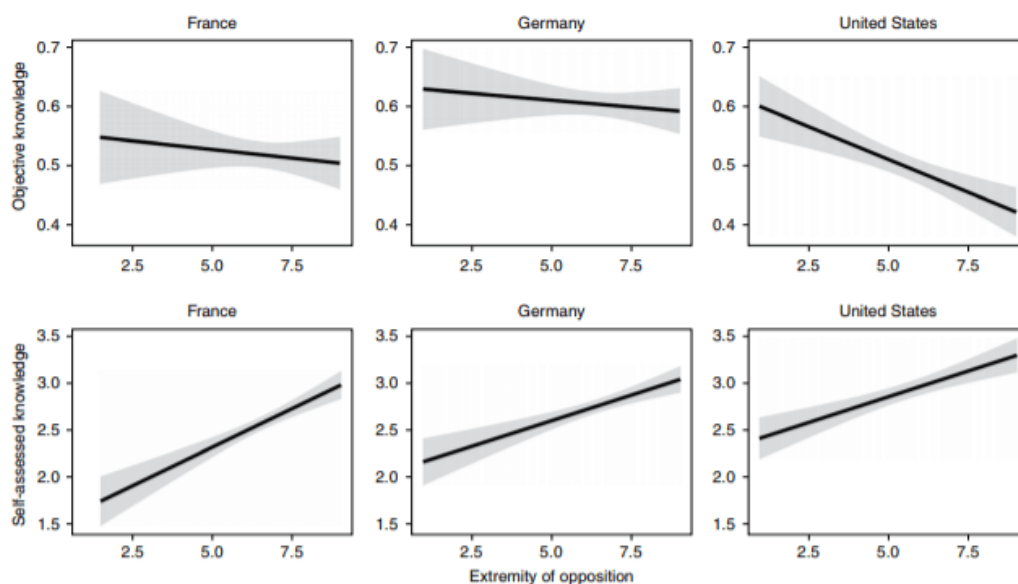 France Germany United States
Objective knowledge
0.7 0.7 0.7
0.6 0.6 0.6
0.5 0.5 0.5
0.4 0.4 0.4
2.5 5.0 7.5 2.5 5.0 7.5 2.5 5.0 7.5
France Germany United States
Self-assessed knowledge
3.5 3.5 3.5
3.0 3.0 3.0
2.5 2.5 2.5
2.0 2.0 2.0
1.5 1.5 1.5
2.5 5.0 7.5 2.5 5.0 7.5 2.5 5.0 7.5
Extremity of opposition